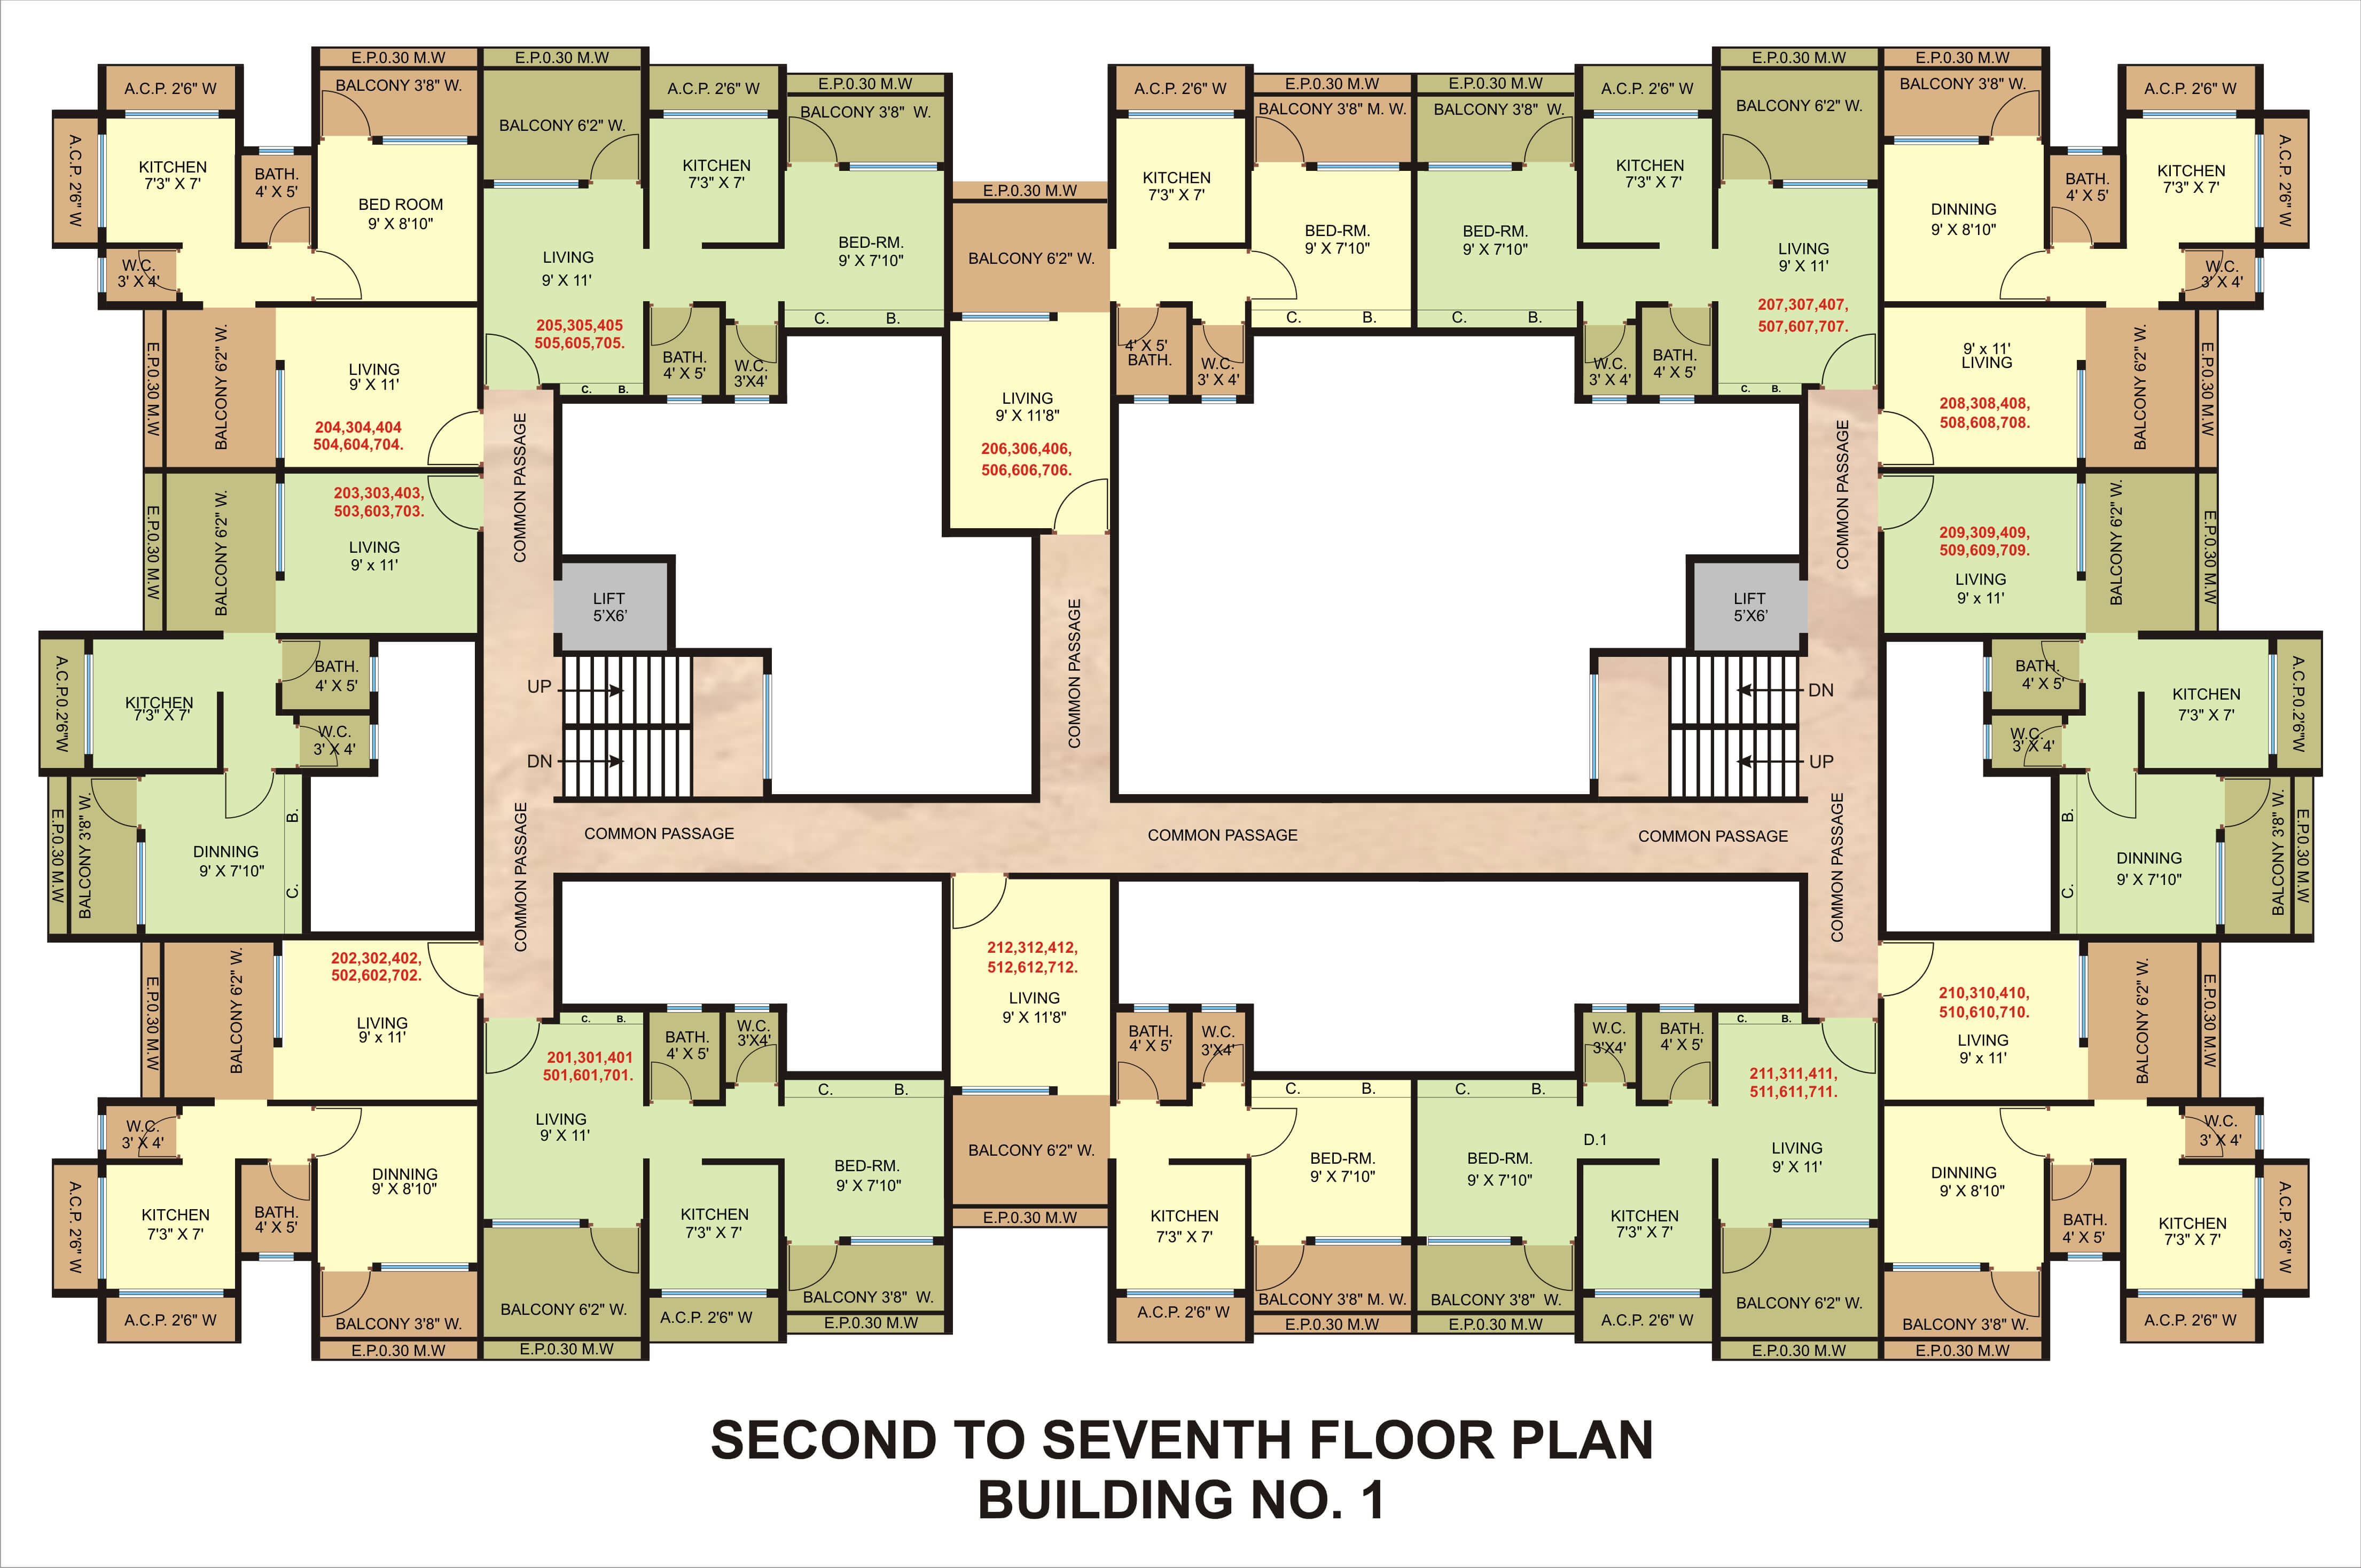 E.P.0.30 M.W
E.P.0.30 M.W
A.C.P. 2'6" W
BALCONY 3'8" W.
BALCONY 6'2" W.
A.C.P. 2'6" W
E.P.0.30 M.W
BALCONY 3'8" W.
A.C.P. 2'6" W
KITCHEN
7'3" X 7'
BATH.
4' X 5'
BED ROOM
9' X 8'10"
W.C.
3' X 4'
KITCHEN
7'3" X 7'
LIVING
9' X 11'
205,305,405
505,605,705.
BED-RM.
9' X 7'10"
C. B.
C. B.
BATH.
4' X 5'
W.C.
3'X4'
E.P.0.30 M.W
BALCONY 6'2" W.
LIVING
9' X 11'8"
206,306,406,
506,606,706.
A.C.P. 2'6" W
E.P.0.30 M.W
BALCONY 3'8" M. W.
KITCHEN
7'3" X 7'
BED-RM.
9' X 7'10"
C. B.
4' X 5'
BATH.
W.C.
3' X 4'
E.P.0.30 M.W
BALCONY 3'8" W.
A.C.P. 2'6" W
KITCHEN
7'3" X 7'
BED-RM.
9' X 7'10"
C. B.
W.C.
3' X 4'
BATH.
4' X 5'
E.P.0.30 M.W
BALCONY 6'2" W.
LIVING
9' X 11'
207,307,407,
507,607,707.
C. B.
E.P.0.30 M.W
BALCONY 3'8" W.
A.C.P. 2'6" W
A.C.P. 2'6" W
DINNING
9' X 8'10"
BATH.
4' X 5'
KITCHEN
7'3" X 7'
W.C.
3' X 4'
E.P.0.30 M.W
BALCONY 6'2" W.
LIVING
9' X 11'
204,304,404
504,604,704.
COMMON PASSAGE
COMMON PASSAGE
9' x 11'
LIVING
208,308,408,
508,608,708.
BALCONY 6'2" W.
E.P.0.30 M.W
E.P.0.30 M.W
BALCONY 6'2" W.
203,303,403,
503,603,703.
LIVING
9' x 11'
LIFT
5'X6'
COMMON PASSAGE
LIFT
5'X6'
209,309,409,
509,609,709.
LIVING
9' x 11'
BALCONY 6'2" W.
E.P.0.30 M.W
A.C.P.0.2'6"W
KITCHEN
7'3" X 7'
BATH.
4' X 5'
W.C.
3' X 4'
UP
DN
DN
UP
BATH.
4' X 5'
W.C.
3' X 4'
KITCHEN
7'3" X 7'
A.C.P.0.2'6"W
E.P.0.30 M.W
BALCONY 3'8" W.
DINNING
9' X 7'10"
B.
C.
COMMON PASSAGE
COMMON PASSAGE
COMMON PASSAGE
COMMON PASSAGE
COMMON PASSAGE
B.
C.
DINNING
9' X 7'10"
BALCONY 3'8" W.
E.P.0.30 M.W
E.P.0.30 M.W
BALCONY 6'2" W.
202,302,402,
502,602,702.
LIVING
9' x 11'
212,312,412,
512,612,712.
LIVING
9' X 11'8"
210,310,410,
510,610,710.
LIVING
9' x 11'
BALCONY 6'2" W.
E.P.0.30 M.W
W.C.
3' X 4'
A.C.P. 2'6" W
KITCHEN
7'3" X 7'
BATH.
4' X 5'
DINNING
9' X 8'10"
A.C.P. 2'6" W
BALCONY 3'8" W.
E.P.0.30 M.W
C. B.
201,301,401
501,601,701.
LIVING
9' X 11'
BATH.
4' X 5'
W.C.
3'X4'
C. B.
BED-RM.
9' X 7'10"
KITCHEN
7'3" X 7'
BALCONY 6'2" W.
E.P.0.30 M.W
A.C.P. 2'6" W
BALCONY 3'8" W.
E.P.0.30 M.W
BALCONY 6'2" W.
E.P.0.30 M.W
BATH.
4' X 5'
W.C.
3'X4'
C. B.
BED-RM.
9' X 7'10"
KITCHEN
7'3" X 7'
A.C.P. 2'6" W
BALCONY 3'8" M. W.
E.P.0.30 M.W
C. B.
BED-RM.
9' X 7'10"
D.1
W.C.
3'X4'
BATH.
4' X 5'
KITCHEN
7'3" X 7'
BALCONY 3'8" W.
E.P.0.30 M.W
A.C.P. 2'6" W
C. B.
211,311,411,
511,611,711.
LIVING
9' X 11'
BALCONY 6'2" W.
E.P.0.30 M.W
DINNING
9' X 8'10"
W.C.
3' X 4'
BATH.
4' X 5'
KITCHEN
7'3" X 7'
A.C.P. 2'6" W
BALCONY 3'8" W.
E.P.0.30 M.W
A.C.P. 2'6" W
SECOND TO SEVENTH FLOOR PLAN
BUILDING NO. 1